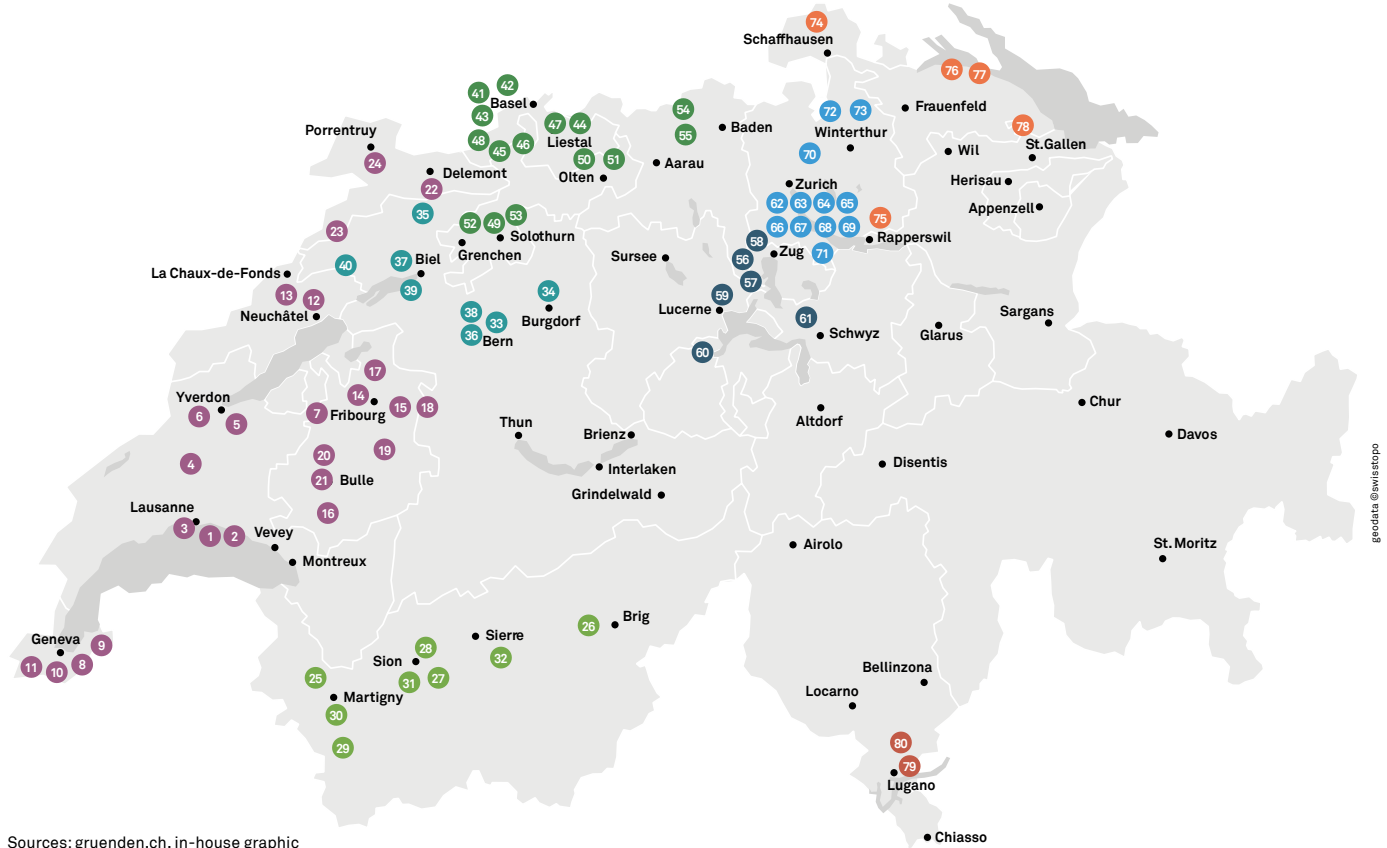 74
Schaffhausen
76 77
42
41
Basel
54
72 73
Frauenfeld
43
47 44
78
Porrentruy
55
Baden
Winterthur
48 45 46
Liestal
St.Gallen
24
50 51
Aarau
70
Wil
Delemont
Olten
Zurich
Herisau
22
62 63 64 65
Appenzell
35
52 49 53
75
23
Solothurn
66 67 68 69
Rapperswil
Grenchen
58
Sursee
56
Zug 71
40
37 Biel
La Chaux-de-Fonds
57
39
34
59
13 12
38 33
Burgdorf
Lucerne
61
Sargans
Neuchâtel
36 Bern
Schwyz
Glarus
60
17
14
Yverdon
7 Fribourg 15 18
Chur
6 5
Altdorf
Thun
Brienz
Davos
20 19
4
Interlaken
Disentis
21 Bulle
Grindelwald
Lausanne
16
3 1 2
Vevey
Airolo
St.Moritz
Montreux
geodata ©swisstopo
Geneva
9
26
Brig
Sierre
28
11 10 8
Sion
32
25
31 27
Bellinzona
Martigny
Locarno
30
29
80
79
Lugano
Chiasso
Sources: gruenden.ch, in-house graphic